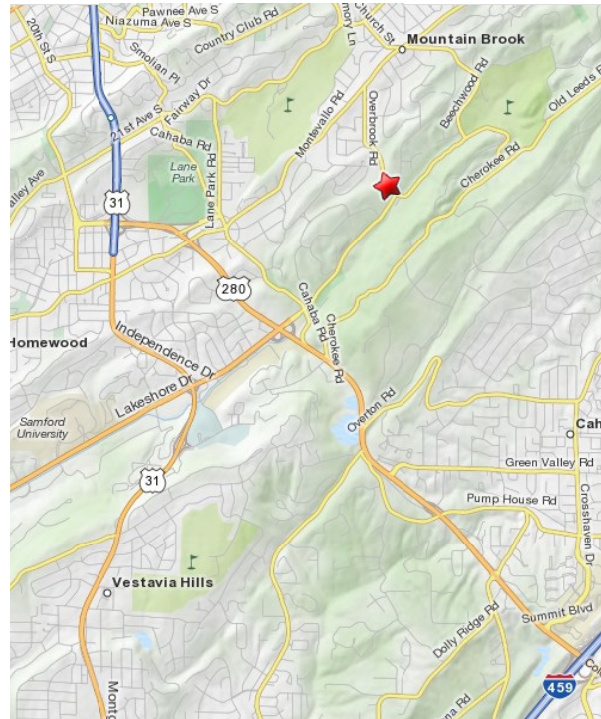 Pawnee Ave S
Niazuma Ave S
20th St S
Smolian Pl
Country Club Rd
Church St
Mountain Brook
21st Ave S
Fairway Dr
Cahaba Rd
Lane Park
Lane Park Rd
Montevallo Rd
Overbrook Rd
Beechwood Rd
Old Leeds
Cherokee Rd
31
280
Homewood
Independence Dr
Cahaba Rd
Cherokee Rd
Lakeshore Dr
Samford
University
Overton Rd
Cah
Green Valley Rd
31
Pump House Rd
Crosshaven Dr
Vestavia Hills
Dolly Ridge Rd
Summit Blvd
459